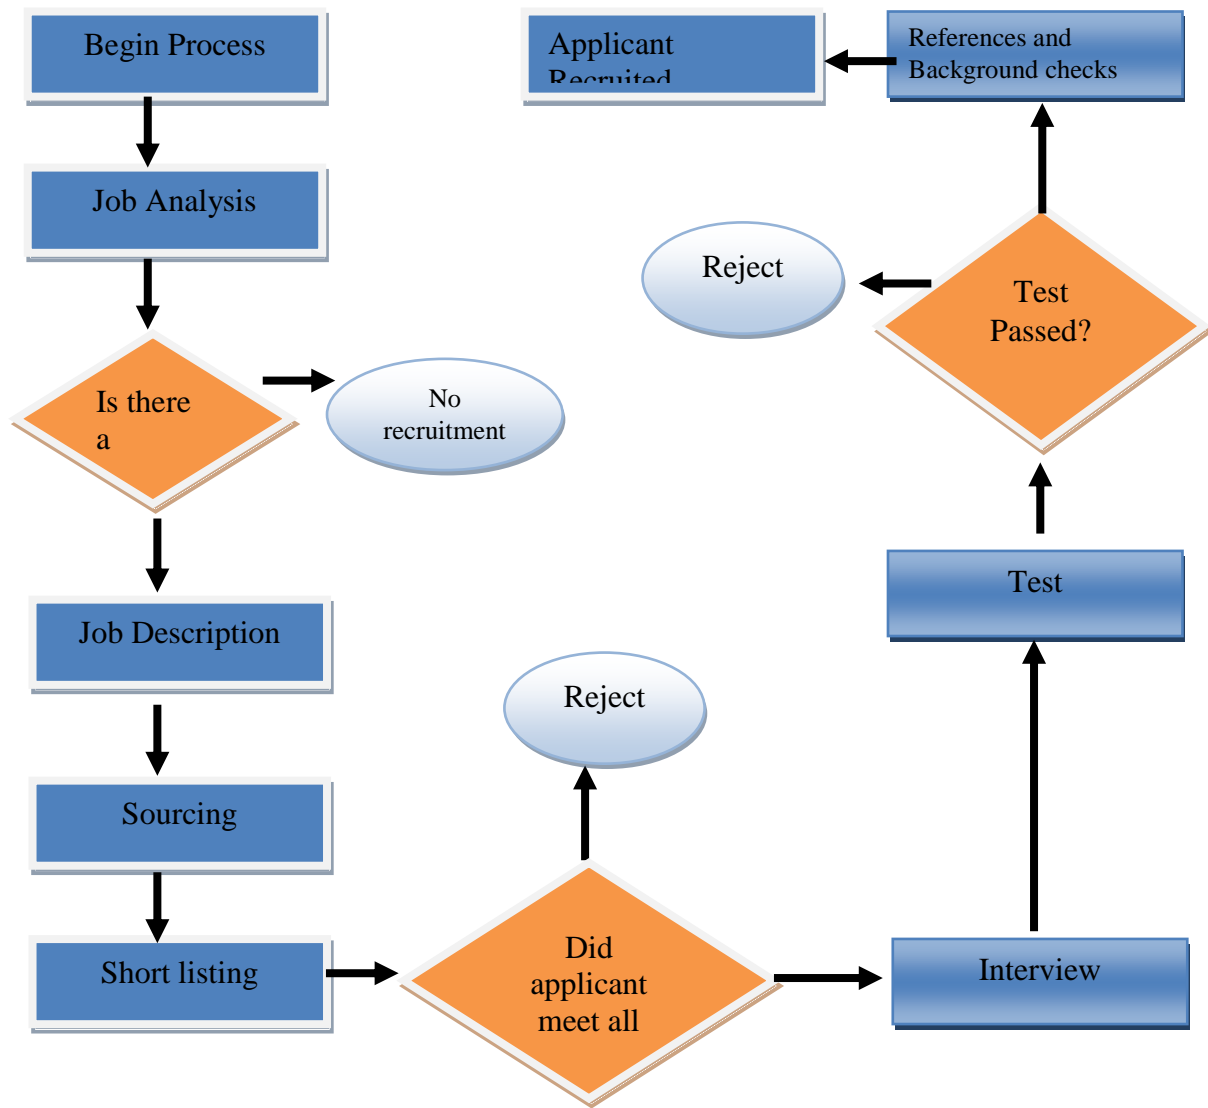 Begin Process
Job Analysis
Is there
a
No
recruitment
Job Description
Sourcing
Short listing
Did
applicant
meet all
Reject
Interview
Test
Test
Passed?
Reject
References and
Background checks
Applicant
Recruited